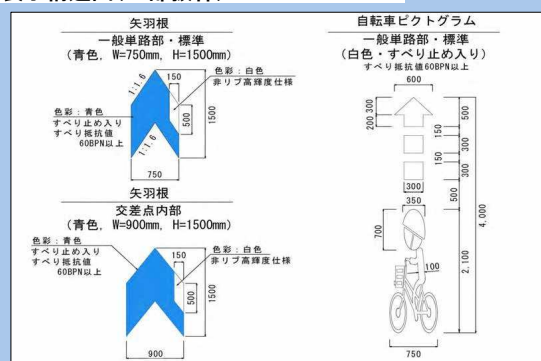 矢羽根
一般単路部・標準
(青色, W=750mm, H=1500mm)
150
色彩：白色
非リブ高輝度仕様
1:1.6
色彩：青色
すべり止め入り
すべり抵抗値
60BPN以上
500
1500
1:1.6
750
矢羽根
交差点内部
(青色, W=900mm, H=1500mm)
色彩：青色
150
色彩：白色
すべり止め入り
非リブ高輝度仕様
すべり抵抗値
60BPN以上
500
1500
900
自転車ピクトグラム
一般単路部・標準
(白色・すべり止め入り)
すべり抵抗値60BPN以上
600
300
200
500
150
300
150
300
300
500
350
4,000
700
100
2,100
750